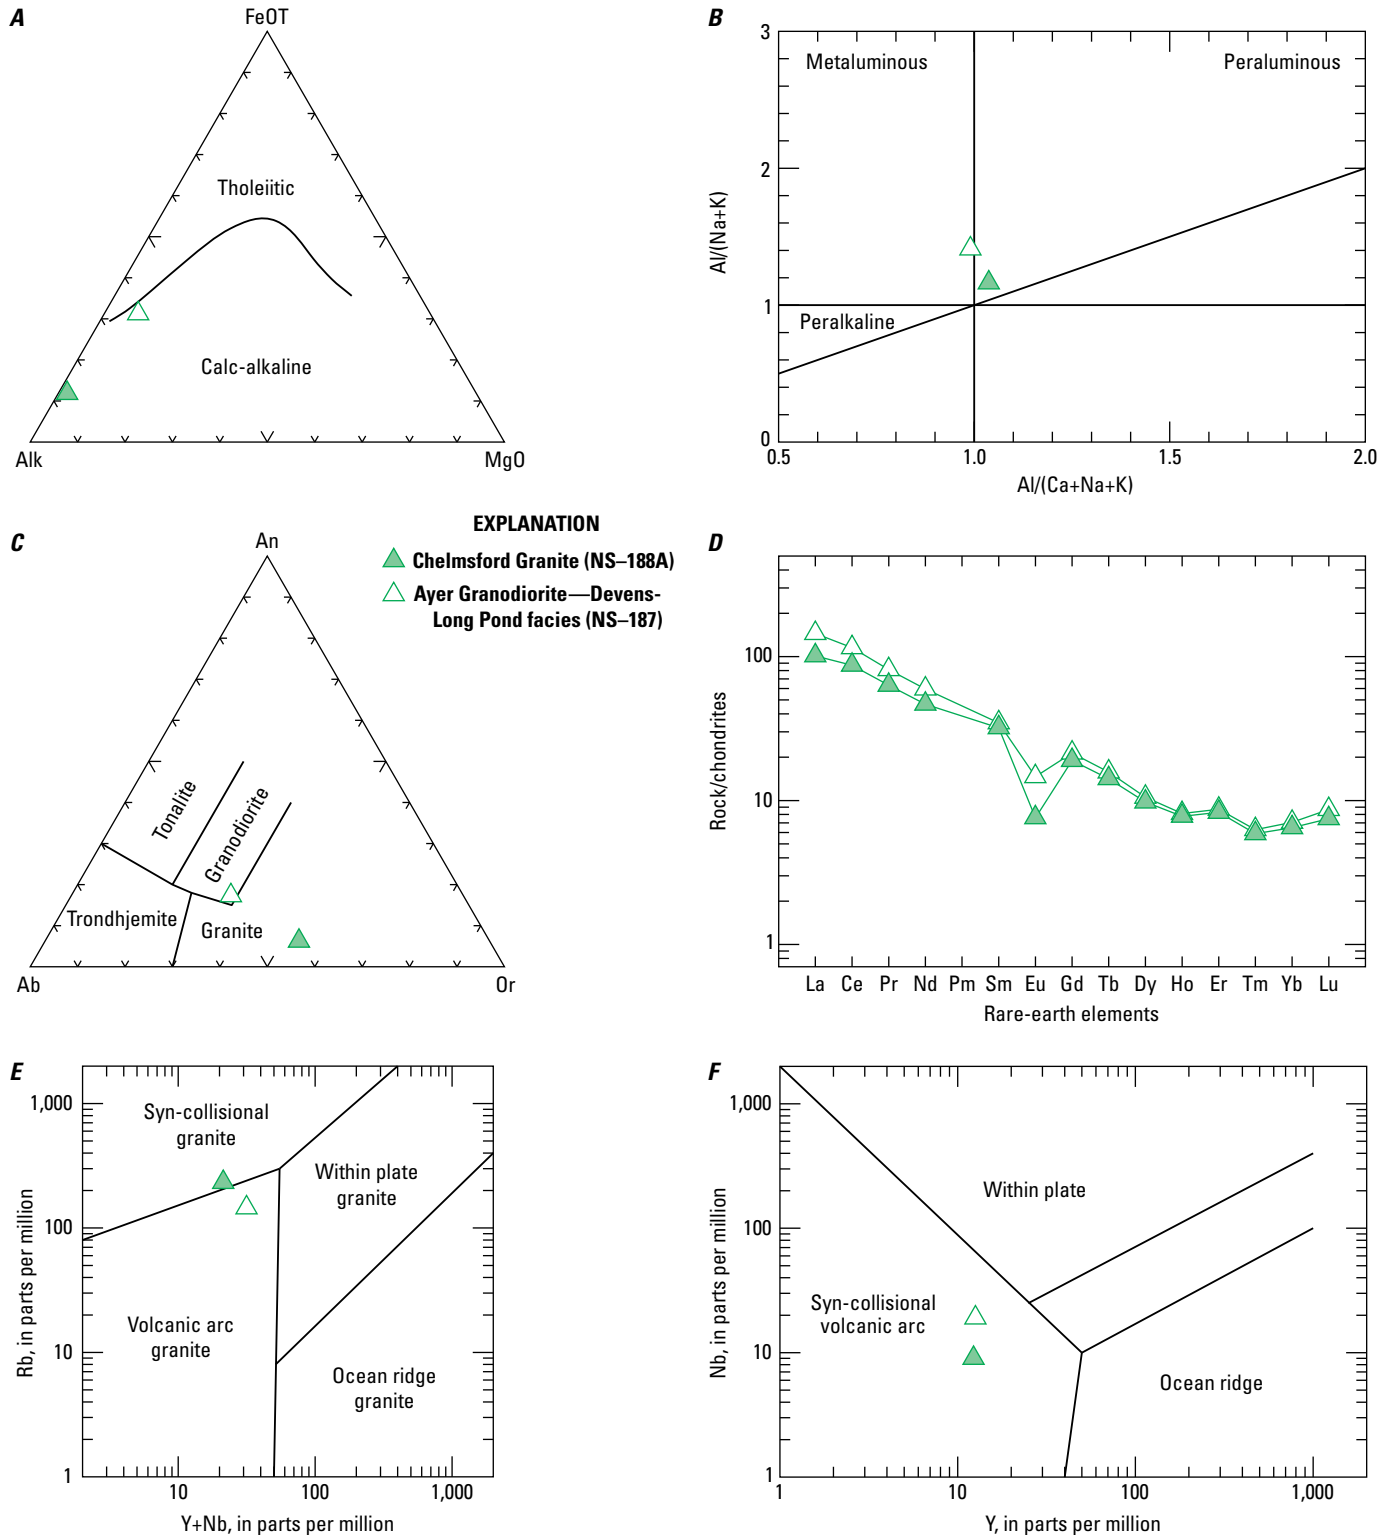 A
FeOT
Tholeiitic
Calc-alkaline
Alk
MgO
B
3
2
1
0
Al/(Na+K)
Metaluminous
Peraluminous
Peralkaline
0.5
1.0
1.5
2.0
Al/(Ca+Na+K)
EXPLANATION
Chelmsford Granite (NS–188A)
Ayer Granodiorite—Devens-
Long Pond facies (NS–187)
C
An
Tonalite
Granodiorite
Trondhjemite
Granite
Ab
Or
D
100
10
1
Rock/chondrites
La Ce Pr Nd Pm Sm Eu Gd Tb Dy Ho Er Tm Yb Lu
Rare-earth elements
E
1,000
100
10
1
Rb, in parts per million
Syn-collisional
granite
Within plate
granite
Volcanic arc
granite
Ocean ridge
granite
10
100
1,000
Y+Nb, in parts per million
F
1,000
100
10
1
Nb, in parts per million
Within plate
Syn-collisional
volcanic arc
Ocean ridge
1
10
100
1,000
Y, in parts per million